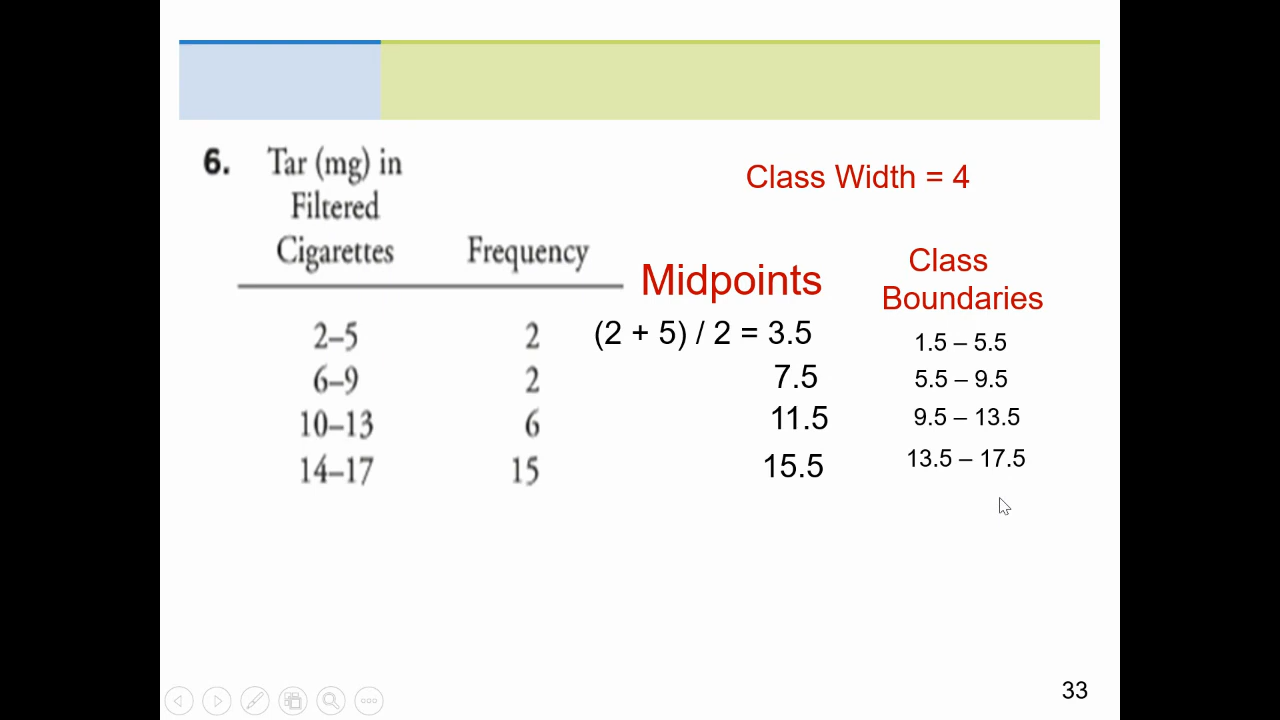 6. Tar (mg) in
Filtered
Cigarettes Frequency
Class Width = 4
Midpoints
Class
Boundaries
2–5 2 (2 + 5) / 2 = 3.5 1.5 – 5.5
6–9 2 7.5 5.5 – 9.5
10–13 6 11.5 9.5 – 13.5
14–17 15 15.5 13.5 – 17.5
33